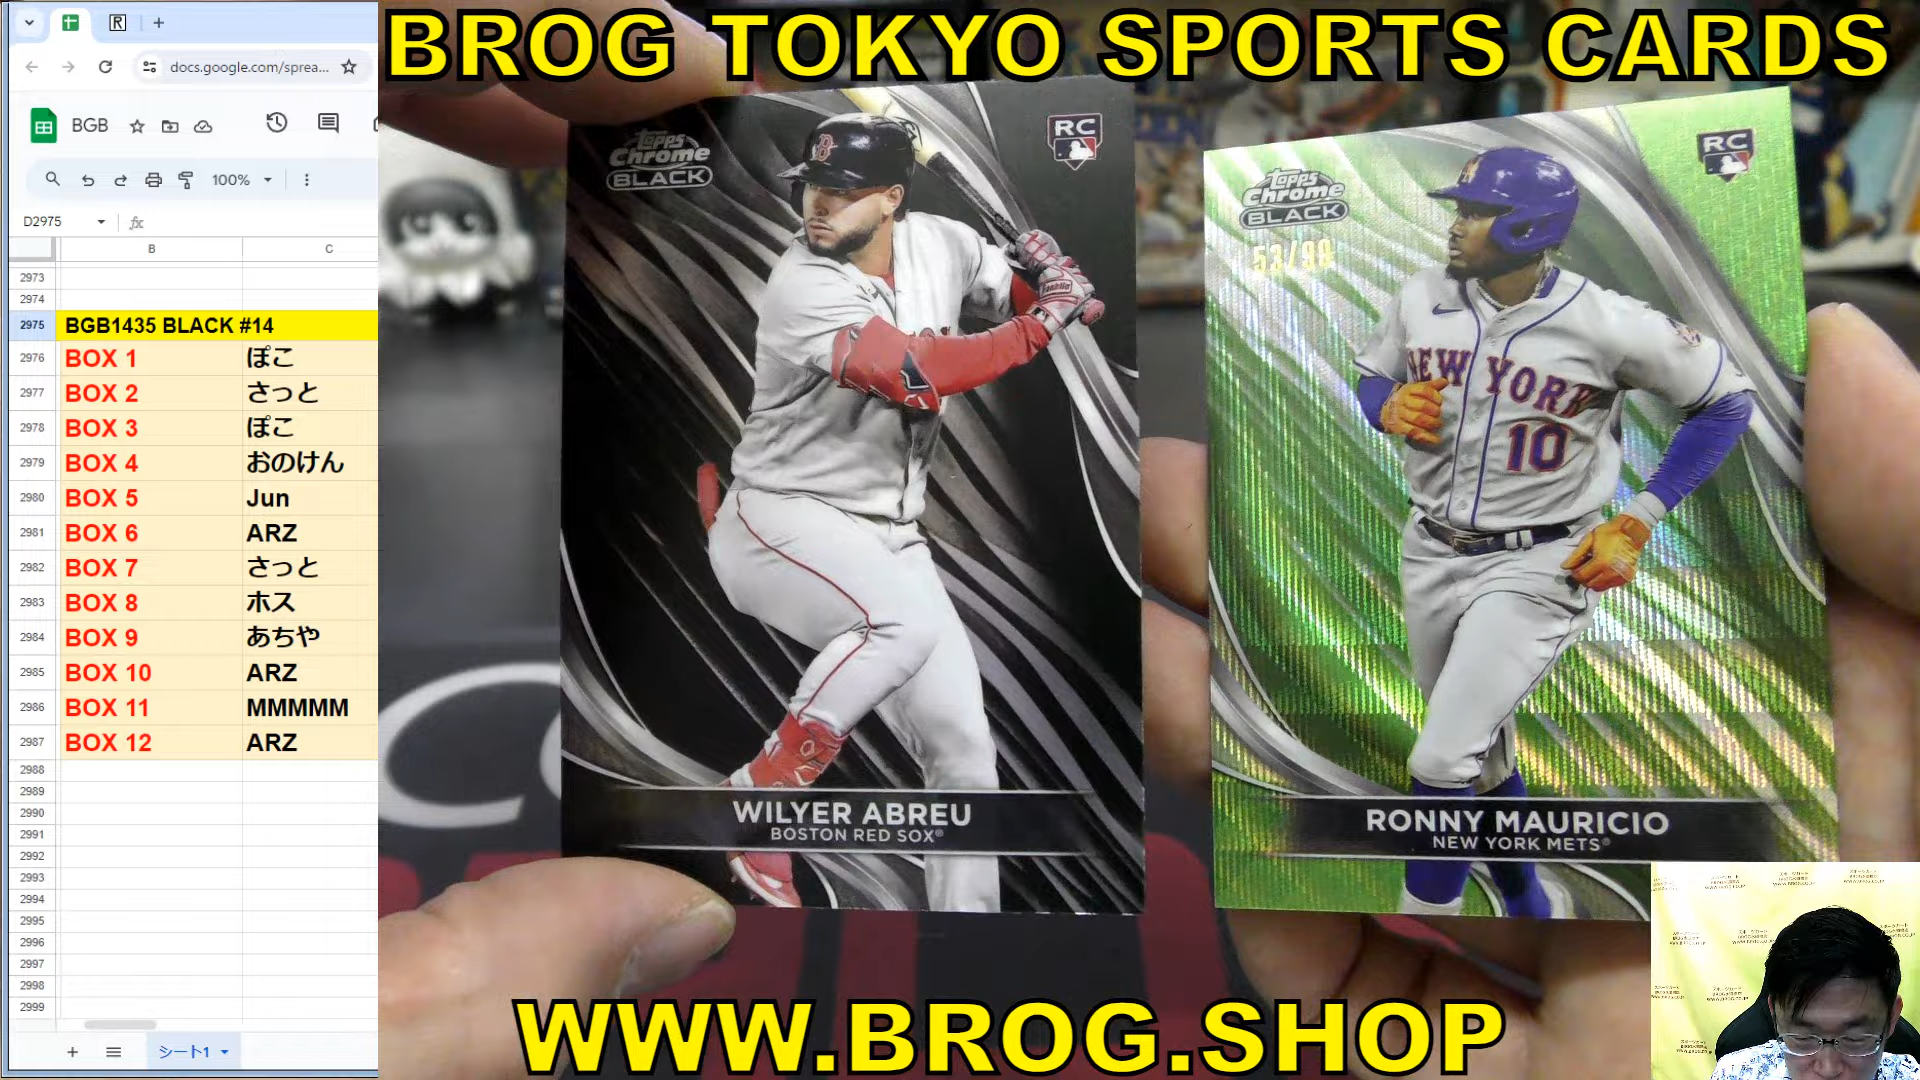 BROG TOKYO SPORTS CARDS
docs.google.com/sprea...
BGB
100%
D2975
fx
B C
2973
2974
2975 BGB1435 BLACK #14
2976 BOX 1 ぽこ
2977 BOX 2 さっと
2978 BOX 3 ぽこ
2979 BOX 4 おのけん
2980 BOX 5 Jun
2981 BOX 6 ARZ
2982 BOX 7 さっと
2983 BOX 8 ホス
2984 BOX 9 あちや
2985 BOX 10 ARZ
2986 BOX 11 MMMMM
2987 BOX 12 ARZ
2988
2989
2990
2991
2992
2993
2994
2995
2996
2997
2998
2999
シート1
Topps
Chrome
BLACK
RC
B
Franklin
WILYER ABREU
BOSTON RED SOX®
Topps
Chrome
BLACK
53/99
RC
NEW YORK
10
RONNY MAURICIO
NEW YORK METS®
WWW.BROG.SHOP